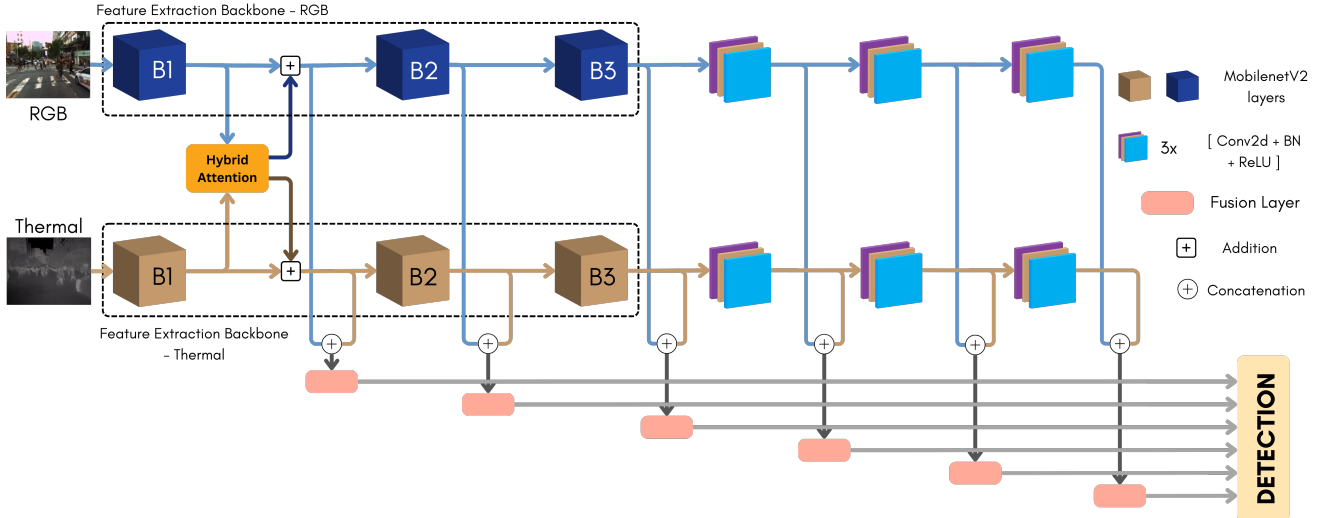 Feature Extraction Backbone - RGB
B1
B2
B3
RGB
MobilenetV2
layers
Hybrid
Attention
3x
[ Conv2d + BN
+ ReLU ]
Fusion Layer
Thermal
Addition
B1
B2
B3
Concatenation
Feature Extraction Backbone
- Thermal
DETECTION